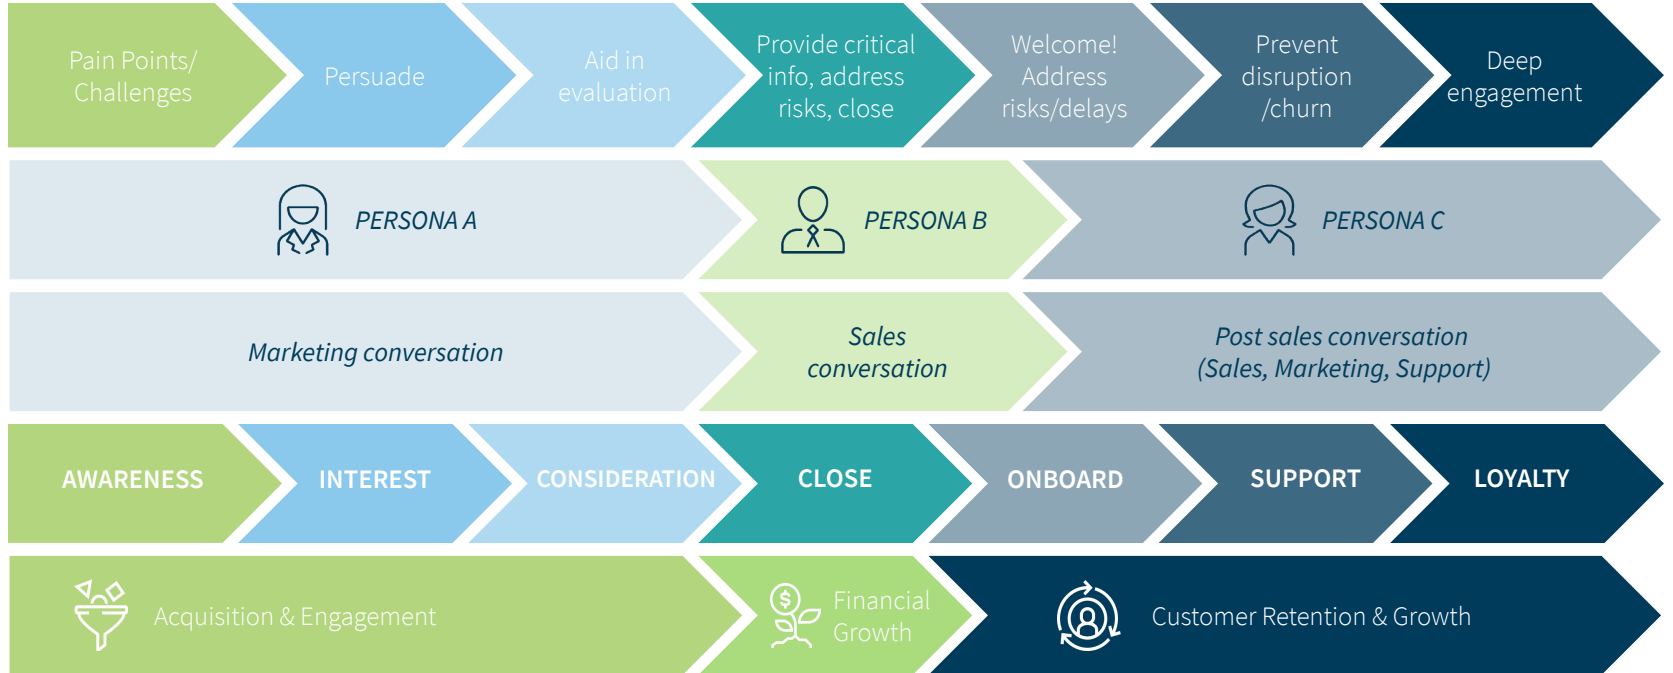 Pain Points/
Challenges
Persuade
Aid in
evaluation
Provide critical
info, address
risks, close
Welcome!
Address
risks/delays
Prevent
disruption
/churn
Deep
engagement
PERSONA A
PERSONA B
PERSONA C
Marketing conversation
Sales
conversation
Post sales conversation
(Sales, Marketing, Support)
AWARENESS
INTEREST
CONSIDERATION
CLOSE
ONBOARD
SUPPORT
LOYALTY
Acquisition & Engagement
$
Financial
Growth
Customer Retention & Growth